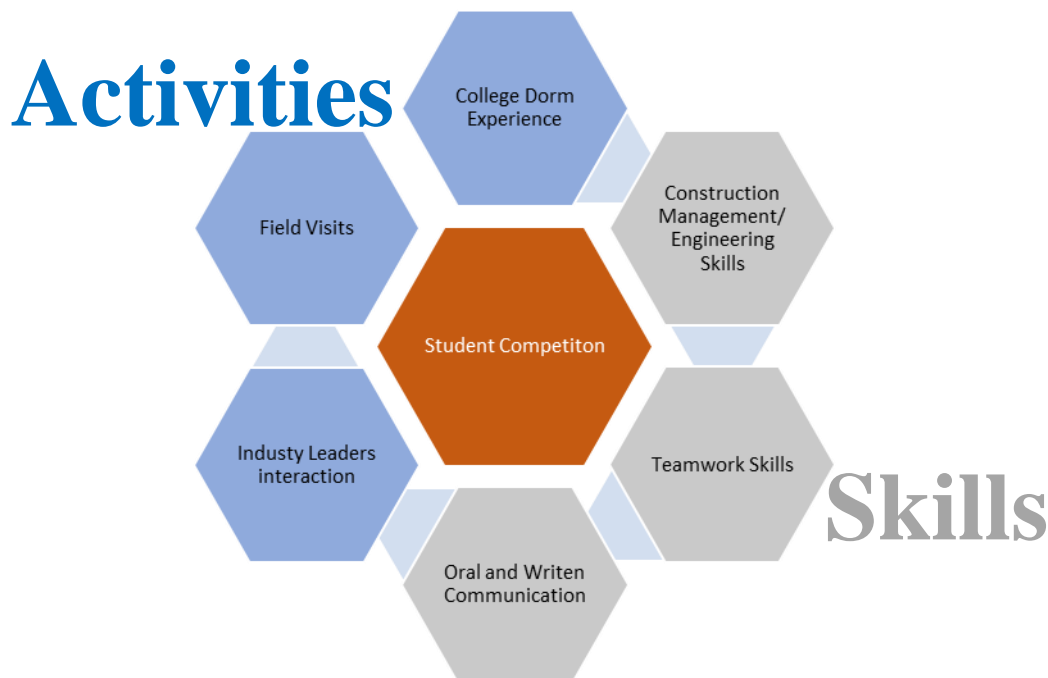 Activities
College Dorm
Experience
Field Visits
Construction
Management/
Engineering
Skills
Student Competiton
Industy Leaders
interaction
Teamwork Skills
Skills
Oral and Writen
Communication